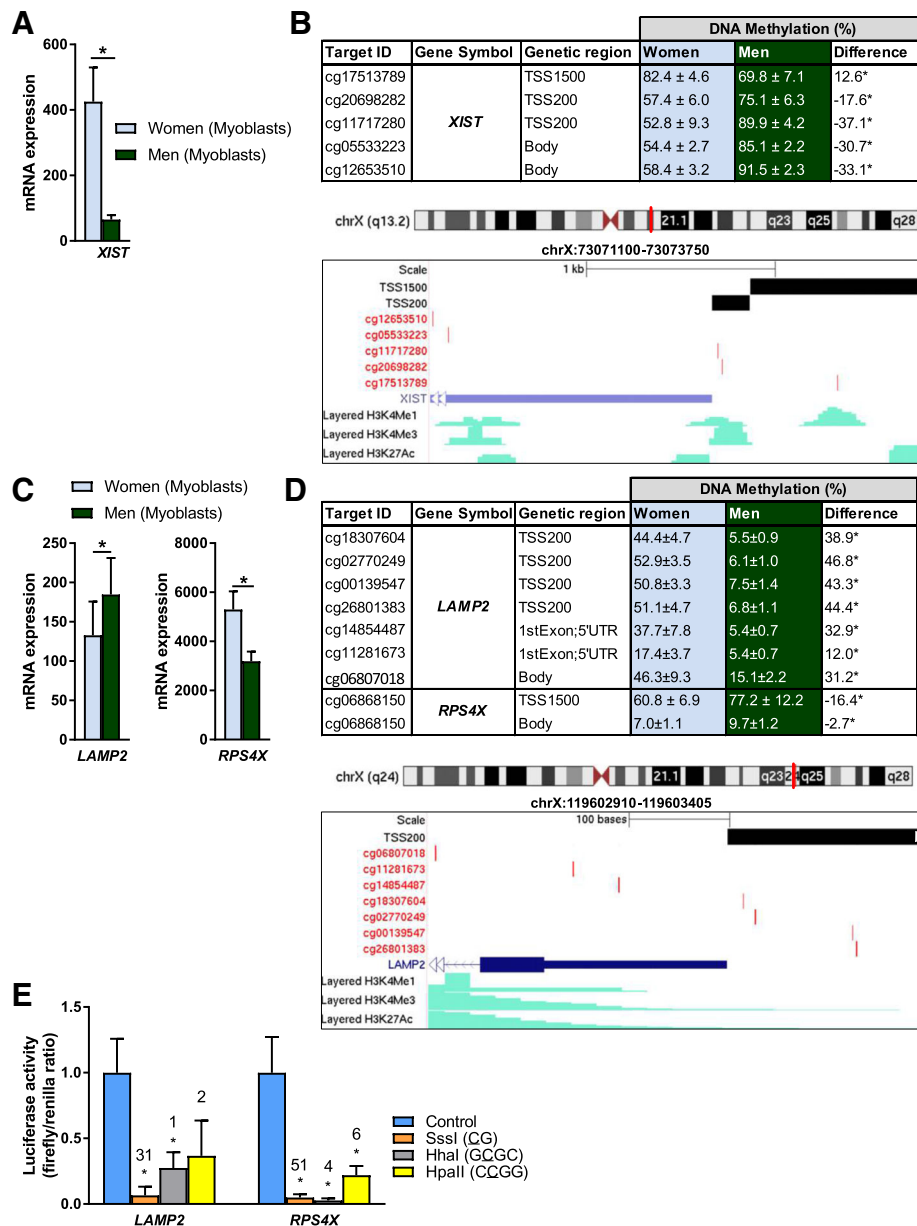 A
mRNA expression
600
400
200
0
*
Women (Myoblasts)
Men (Myoblasts)
XIST
B
DNA Methylation (%)
Target ID Gene Symbol Genetic region Women Men Difference
cg17513789 TSS1500 82.4 ± 4.6 69.8 ± 7.1 12.6*
cg20698282 TSS200 57.4 ± 6.0 75.1 ± 6.3 -17.6*
cg11717280 XIST TSS200 52.8 ± 9.3 89.9 ± 4.2 -37.1*
cg05533223 Body 54.4 ± 2.7 85.1 ± 2.2 -30.7*
cg12653510 Body 58.4 ± 3.2 91.5 ± 2.3 -33.1*
chrX (q13.2) 21.1 q23 q25 q28
chrX:73071100-73073750
Scale 1 kb
TSS1500
TSS200
cg12653510
cg05533223
cg11717280
cg20698282
cg17513789
XIST
Layered H3K4Me1
Layered H3K4Me3
Layered H3K27Ac
C
Women (Myoblasts)
Men (Myoblasts)
mRNA expression
250
200
150
100
50
0
*
LAMP2
mRNA expression
8000
6000
4000
2000
0
*
RPS4X
D
DNA Methylation (%)
Target ID Gene Symbol Genetic region Women Men Difference
cg18307604 TSS200 44.4±4.7 5.5±0.9 38.9*
cg02770249 TSS200 52.9±3.5 6.1±1.0 46.8*
cg00139547 TSS200 50.8±3.3 7.5±1.4 43.3*
cg26801383 LAMP2 TSS200 51.1±4.7 6.8±1.1 44.4*
cg14854487 1stExon;5'UTR 37.7±7.8 5.4±0.7 32.9*
cg11281673 1stExon;5'UTR 17.4±3.7 5.4±0.7 12.0*
cg06807018 Body 46.3±9.3 15.1±2.2 31.2*
cg06868150 RPS4X TSS1500 60.8 ± 6.9 77.2 ± 12.2 -16.4*
cg06868150 Body 7.0±1.1 9.7±1.2 -2.7*
chrX (q24) 21.1 q23 q25 q28
chrX:119602910-119603405
Scale 100 bases
TSS200
cg06807018
cg11281673
cg14854487
cg18307604
cg02770249
cg00139547
cg26801383
LAMP2
Layered H3K4Me1
Layered H3K4Me3
Layered H3K27Ac
E
Luciferase activity
(firefly/renilla ratio)
1.5
1.0
0.5
0.0
31
*
1
*
2
51
*
4
*
6
*
LAMP2 RPS4X
Control
SssI (CG)
HhaI (GCGC)
HpaII (CCGG)